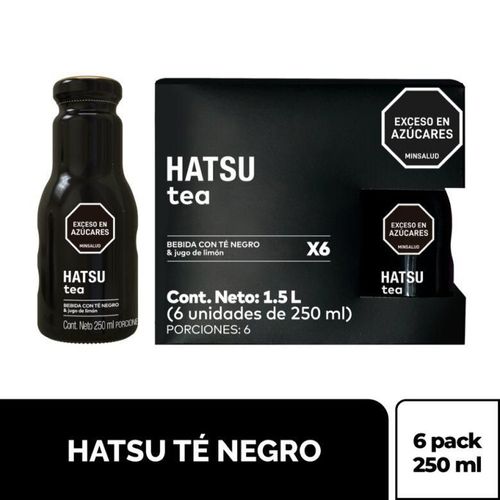 EXCESO EN
AZÚCARES
MINSALUD
HATSU
tea
BEBIDA CON TÉ NEGRO
& jugo de limón
Cont. Neto 250 ml PORCIONES:
EXCESO EN
AZÚCARES
MINSALUD
HATSU
tea
BEBIDA CON TÉ NEGRO
& jugo de limón
X6
Cont. Neto: 1.5 L
(6 unidades de 250 ml)
PORCIONES: 6
EXCESO EN
AZÚCARES
MINSALUD
HATSU
tea
HATSU TÉ NEGRO
6 pack
250 ml